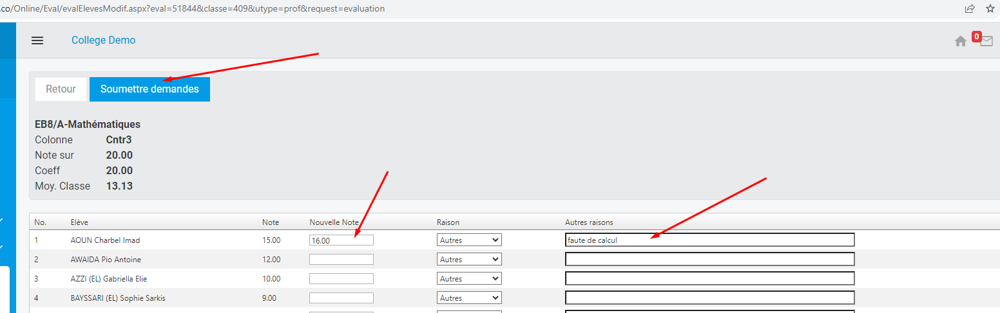 .co/Online/Eval/evalElevesModif.aspx?eval=51844&classe=409&utype=prof&request=evaluation
College Demo
0
Retour Soumettre demandes
EB8/A-Mathématiques
Colonne Cntr3
Note sur 20.00
Coeff 20.00
Moy. Classe 13.13
No. Elève Note Nouvelle Note Raison Autres raisons
1 AOUN Charbel Imad 15.00 16.00 Autres faute de calcul
2 AWAIDA Pio Antoine 12.00 Autres
3 AZZI (EL) Gabriella Elie 10.00 Autres
4 BAYSSARI (EL) Sophie Sarkis 9.00 Autres